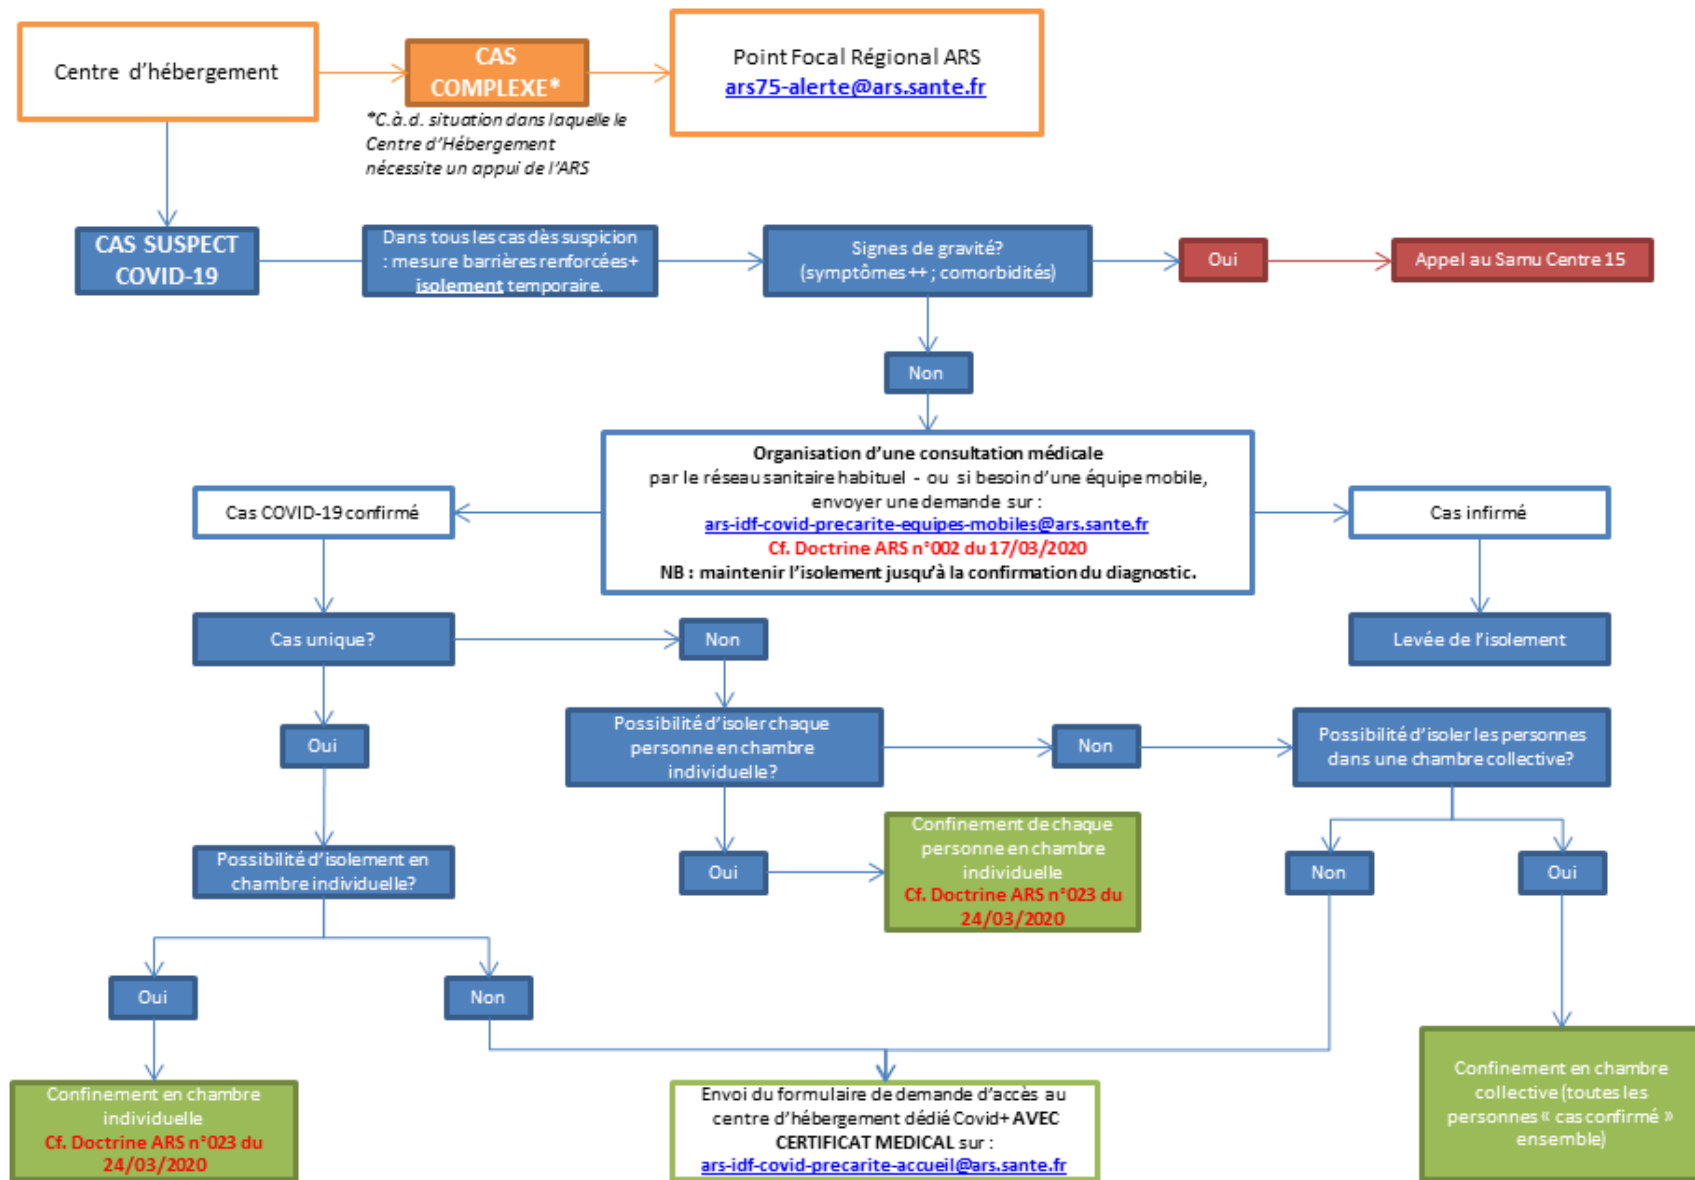 Centre d'hébergement
CAS
COMPLEXE*
Point Focal Régional ARS
ars75-alerte@ars.sante.fr
*C.à.d. situation dans laquelle le
Centre d'Hébergement
nécessite un appui de l'ARS
CAS SUSPECT
COVID-19
Dans tous les cas dès suspicion
: mesure barrières renforcées+
isolement temporaire.
Signes de gravité?
(symptômes ++ ; comorbidités)
Oui
Appel au Samu Centre 15
Non
Organisation d'une consultation médicale
par le réseau sanitaire habituel - ou si besoin d'une équipe mobile,
envoyer une demande sur :
ars-idf-covid-precarite-equipes-mobiles@ars.sante.fr
Cf. Doctrine ARS n°002 du 17/03/2020
NB : maintenir l'isolement jusqu'à la confirmation du diagnostic.
Cas COVID-19 confirmé
Cas infirmé
Cas unique?
Non
Levée de l'isolement
Oui
Possibilité d'isoler chaque
personne en chambre
individuelle?
Non
Possibilité d'isoler les personnes
dans une chambre collective?
Possibilité d'isolement en
chambre individuelle?
Oui
Confinement de chaque
personne en chambre
individuelle
Cf. Doctrine ARS n°023 du
24/03/2020
Non
Oui
Oui
Non
Confinement en chambre
individuelle
Cf. Doctrine ARS n°023 du
24/03/2020
Envoi du formulaire de demande d'accès au
centre d'hébergement dédié Covid+ AVEC
CERTIFICAT MEDICAL sur :
ars-idf-covid-precarite-accueil@ars.sante.fr
Confinement en chambre
collective (toutes les
personnes « cas confirmé »
ensemble)